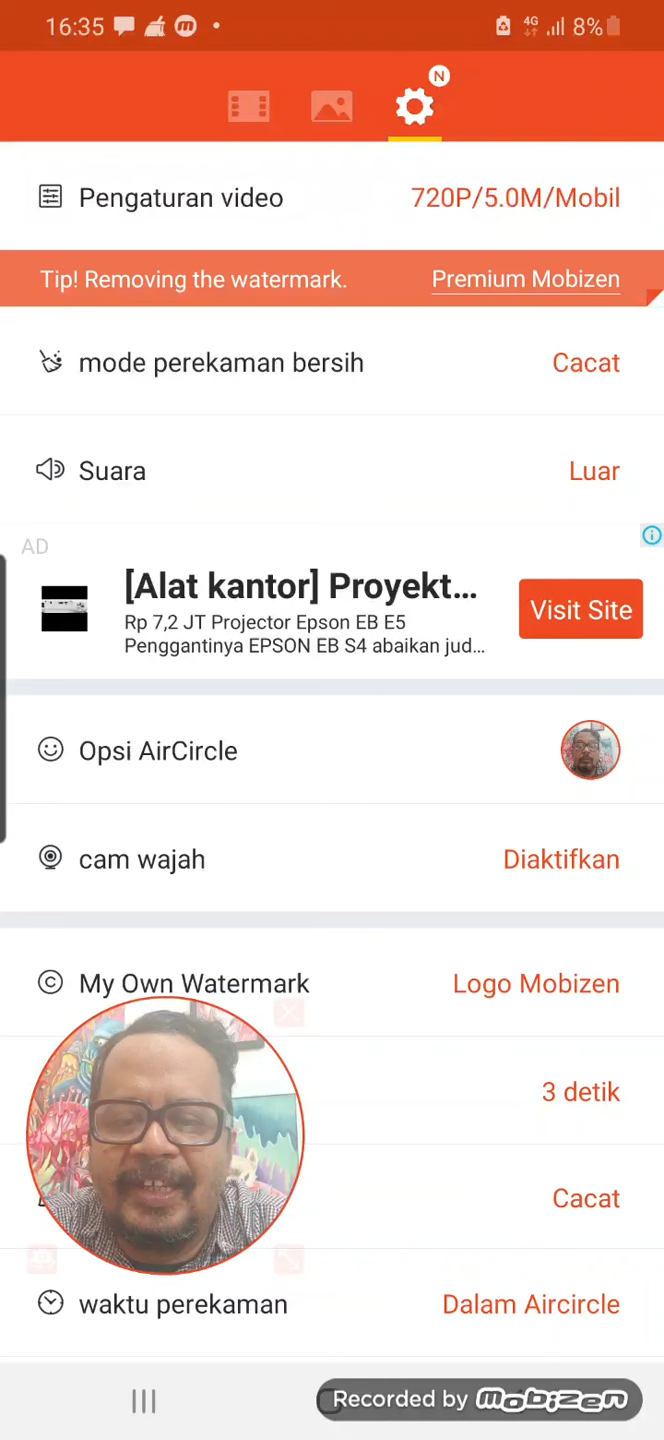 16:35
4G
8%
N
Pengaturan video
720P/5.0M/Mobil
Tip! Removing the watermark.
Premium Mobizen
mode perekaman bersih
Cacat
Suara
Luar
AD
[Alat kantor] Proyekt...
Rp 7,2 JT Projector Epson EB E5
Penggantinya EPSON EB S4 abaikan jud...
Visit Site
Opsi AirCircle
cam wajah
Diaktifkan
My Own Watermark
Logo Mobizen
3 detik
Cacat
waktu perekaman
Dalam Aircircle
Recorded by mobizen